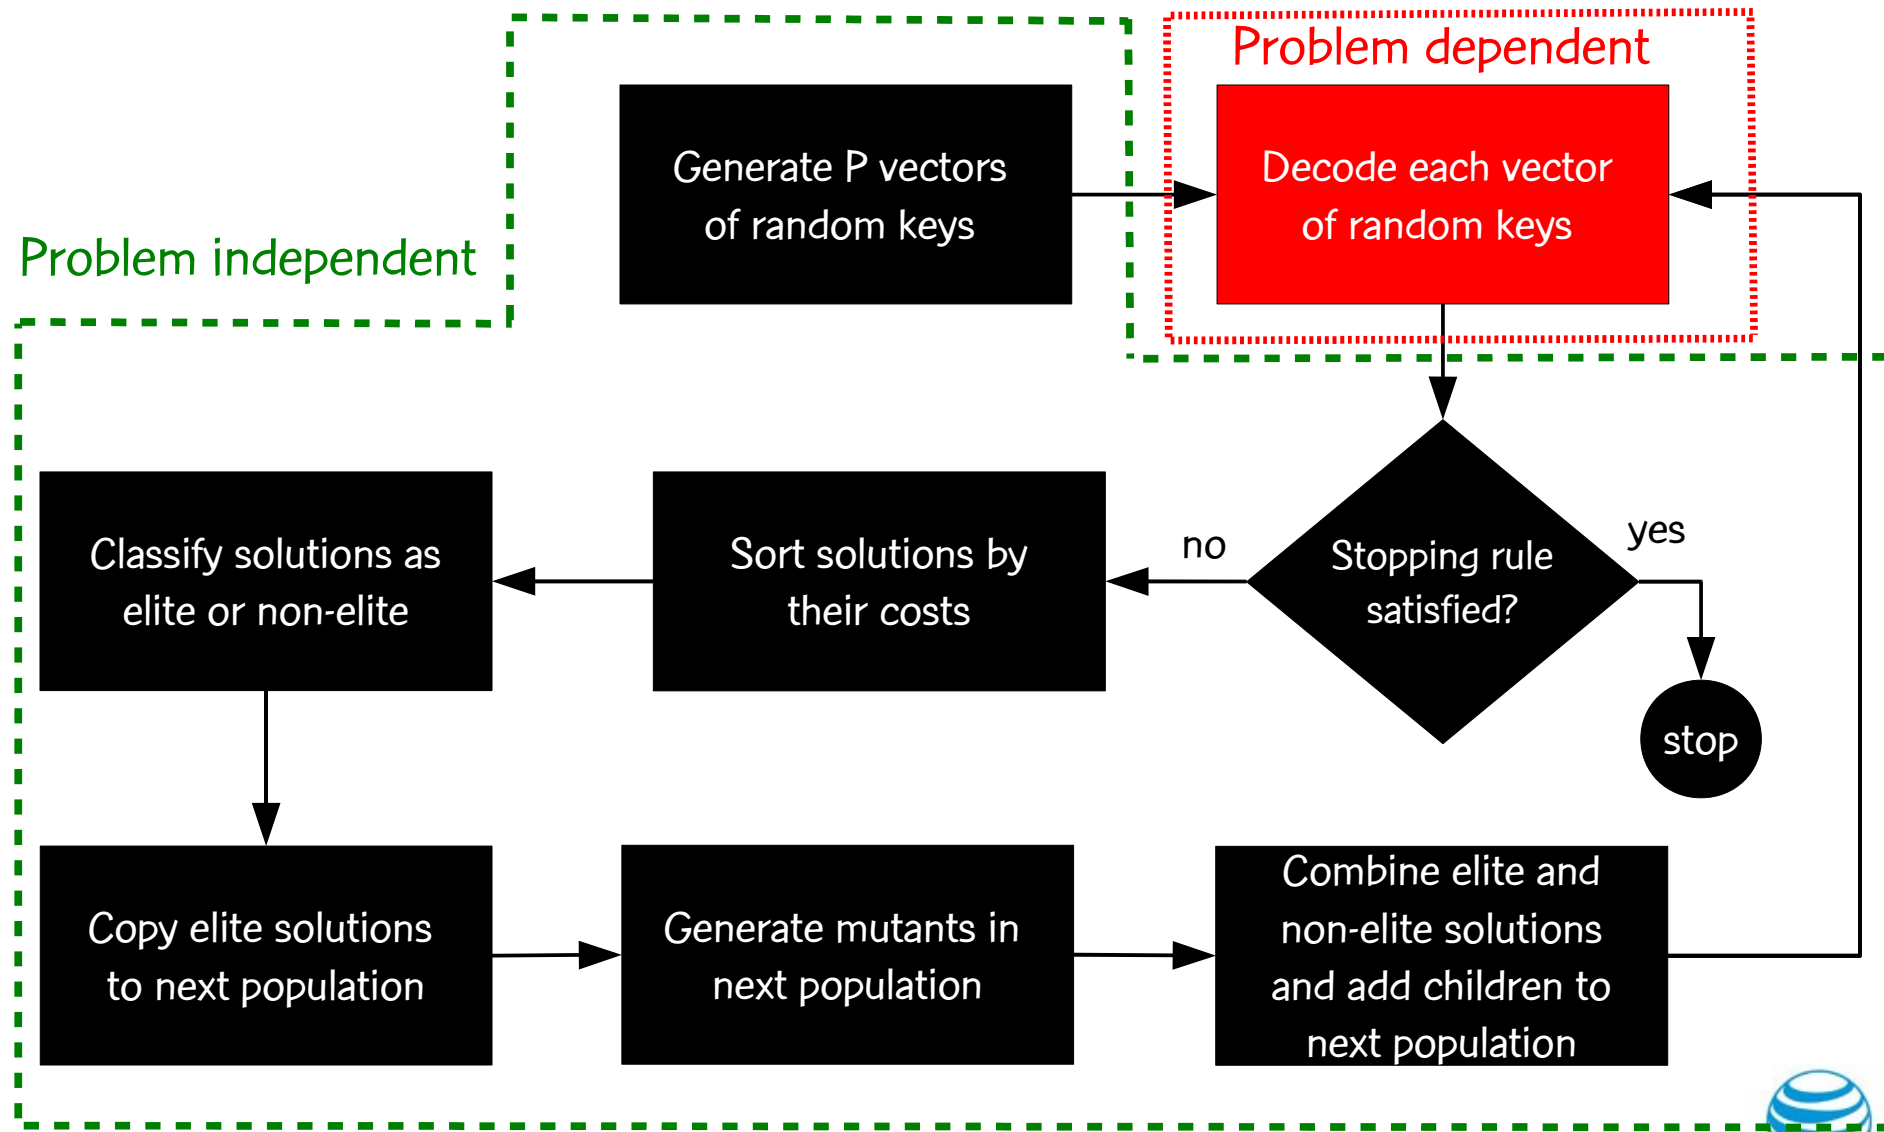 Problem dependent
Generate P vectors
of random keys
Decode each vector
of random keys
Problem independent
Classify solutions as
elite or non-elite
Sort solutions by
their costs
no
Stopping rule
satisfied?
yes
stop
Copy elite solutions
to next population
Generate mutants in
next population
Combine elite and
non-elite solutions
and add children to
next population